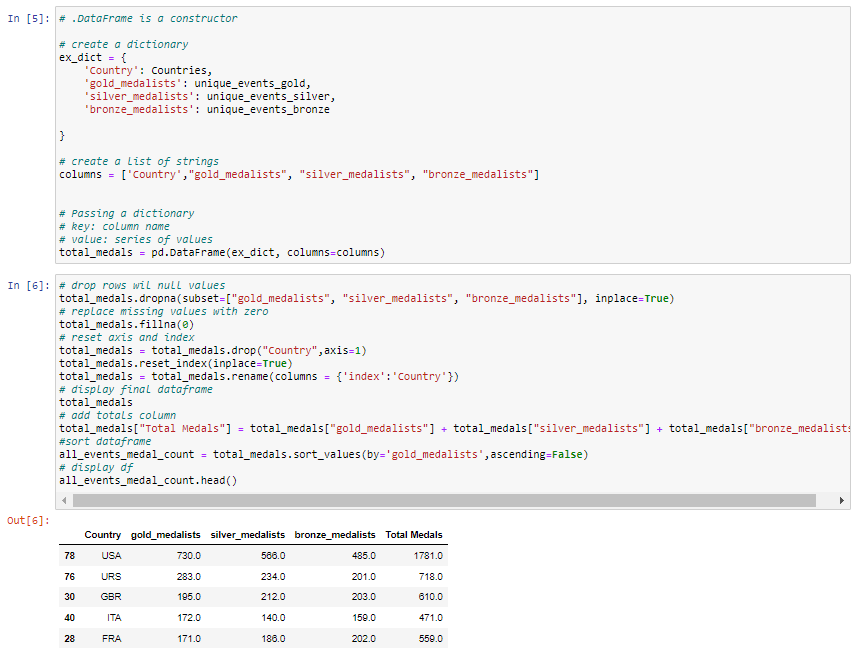 In [5]: # .DataFrame is a constructor
# create a dictionary
ex_dict = {
'Country': Countries,
'gold_medalists': unique_events_gold,
'silver_medalists': unique_events_silver,
'bronze_medalists': unique_events_bronze
}
# create a list of strings
columns = ['Country',"gold_medalists", "silver_medalists", "bronze_medalists"]
# Passing a dictionary
# key: column name
# value: series of values
total_medals = pd.DataFrame(ex_dict, columns=columns)
In [6]: # drop rows wil null values
total_medals.dropna(subset=["gold_medalists", "silver_medalists", "bronze_medalists"], inplace=True)
# replace missing values with zero
total_medals.fillna(0)
# reset axis and index
total_medals = total_medals.drop("Country",axis=1)
total_medals.reset_index(inplace=True)
total_medals = total_medals.rename(columns = {'index':'Country'})
# display final dataframe
total_medals
# add totals column
total_medals["Total Medals"] = total_medals["gold_medalists"] + total_medals["silver_medalists"] + total_medals["bronze_medalists
#sort dataframe
all_events_medal_count = total_medals.sort_values(by='gold_medalists',ascending=False)
# display df
all_events_medal_count.head()
Out[6]:
Country gold_medalists silver_medalists bronze_medalists Total Medals
78 USA 730.0 566.0 485.0 1781.0
76 URS 283.0 234.0 201.0 718.0
30 GBR 195.0 212.0 203.0 610.0
40 ITA 172.0 140.0 159.0 471.0
28 FRA 171.0 186.0 202.0 559.0